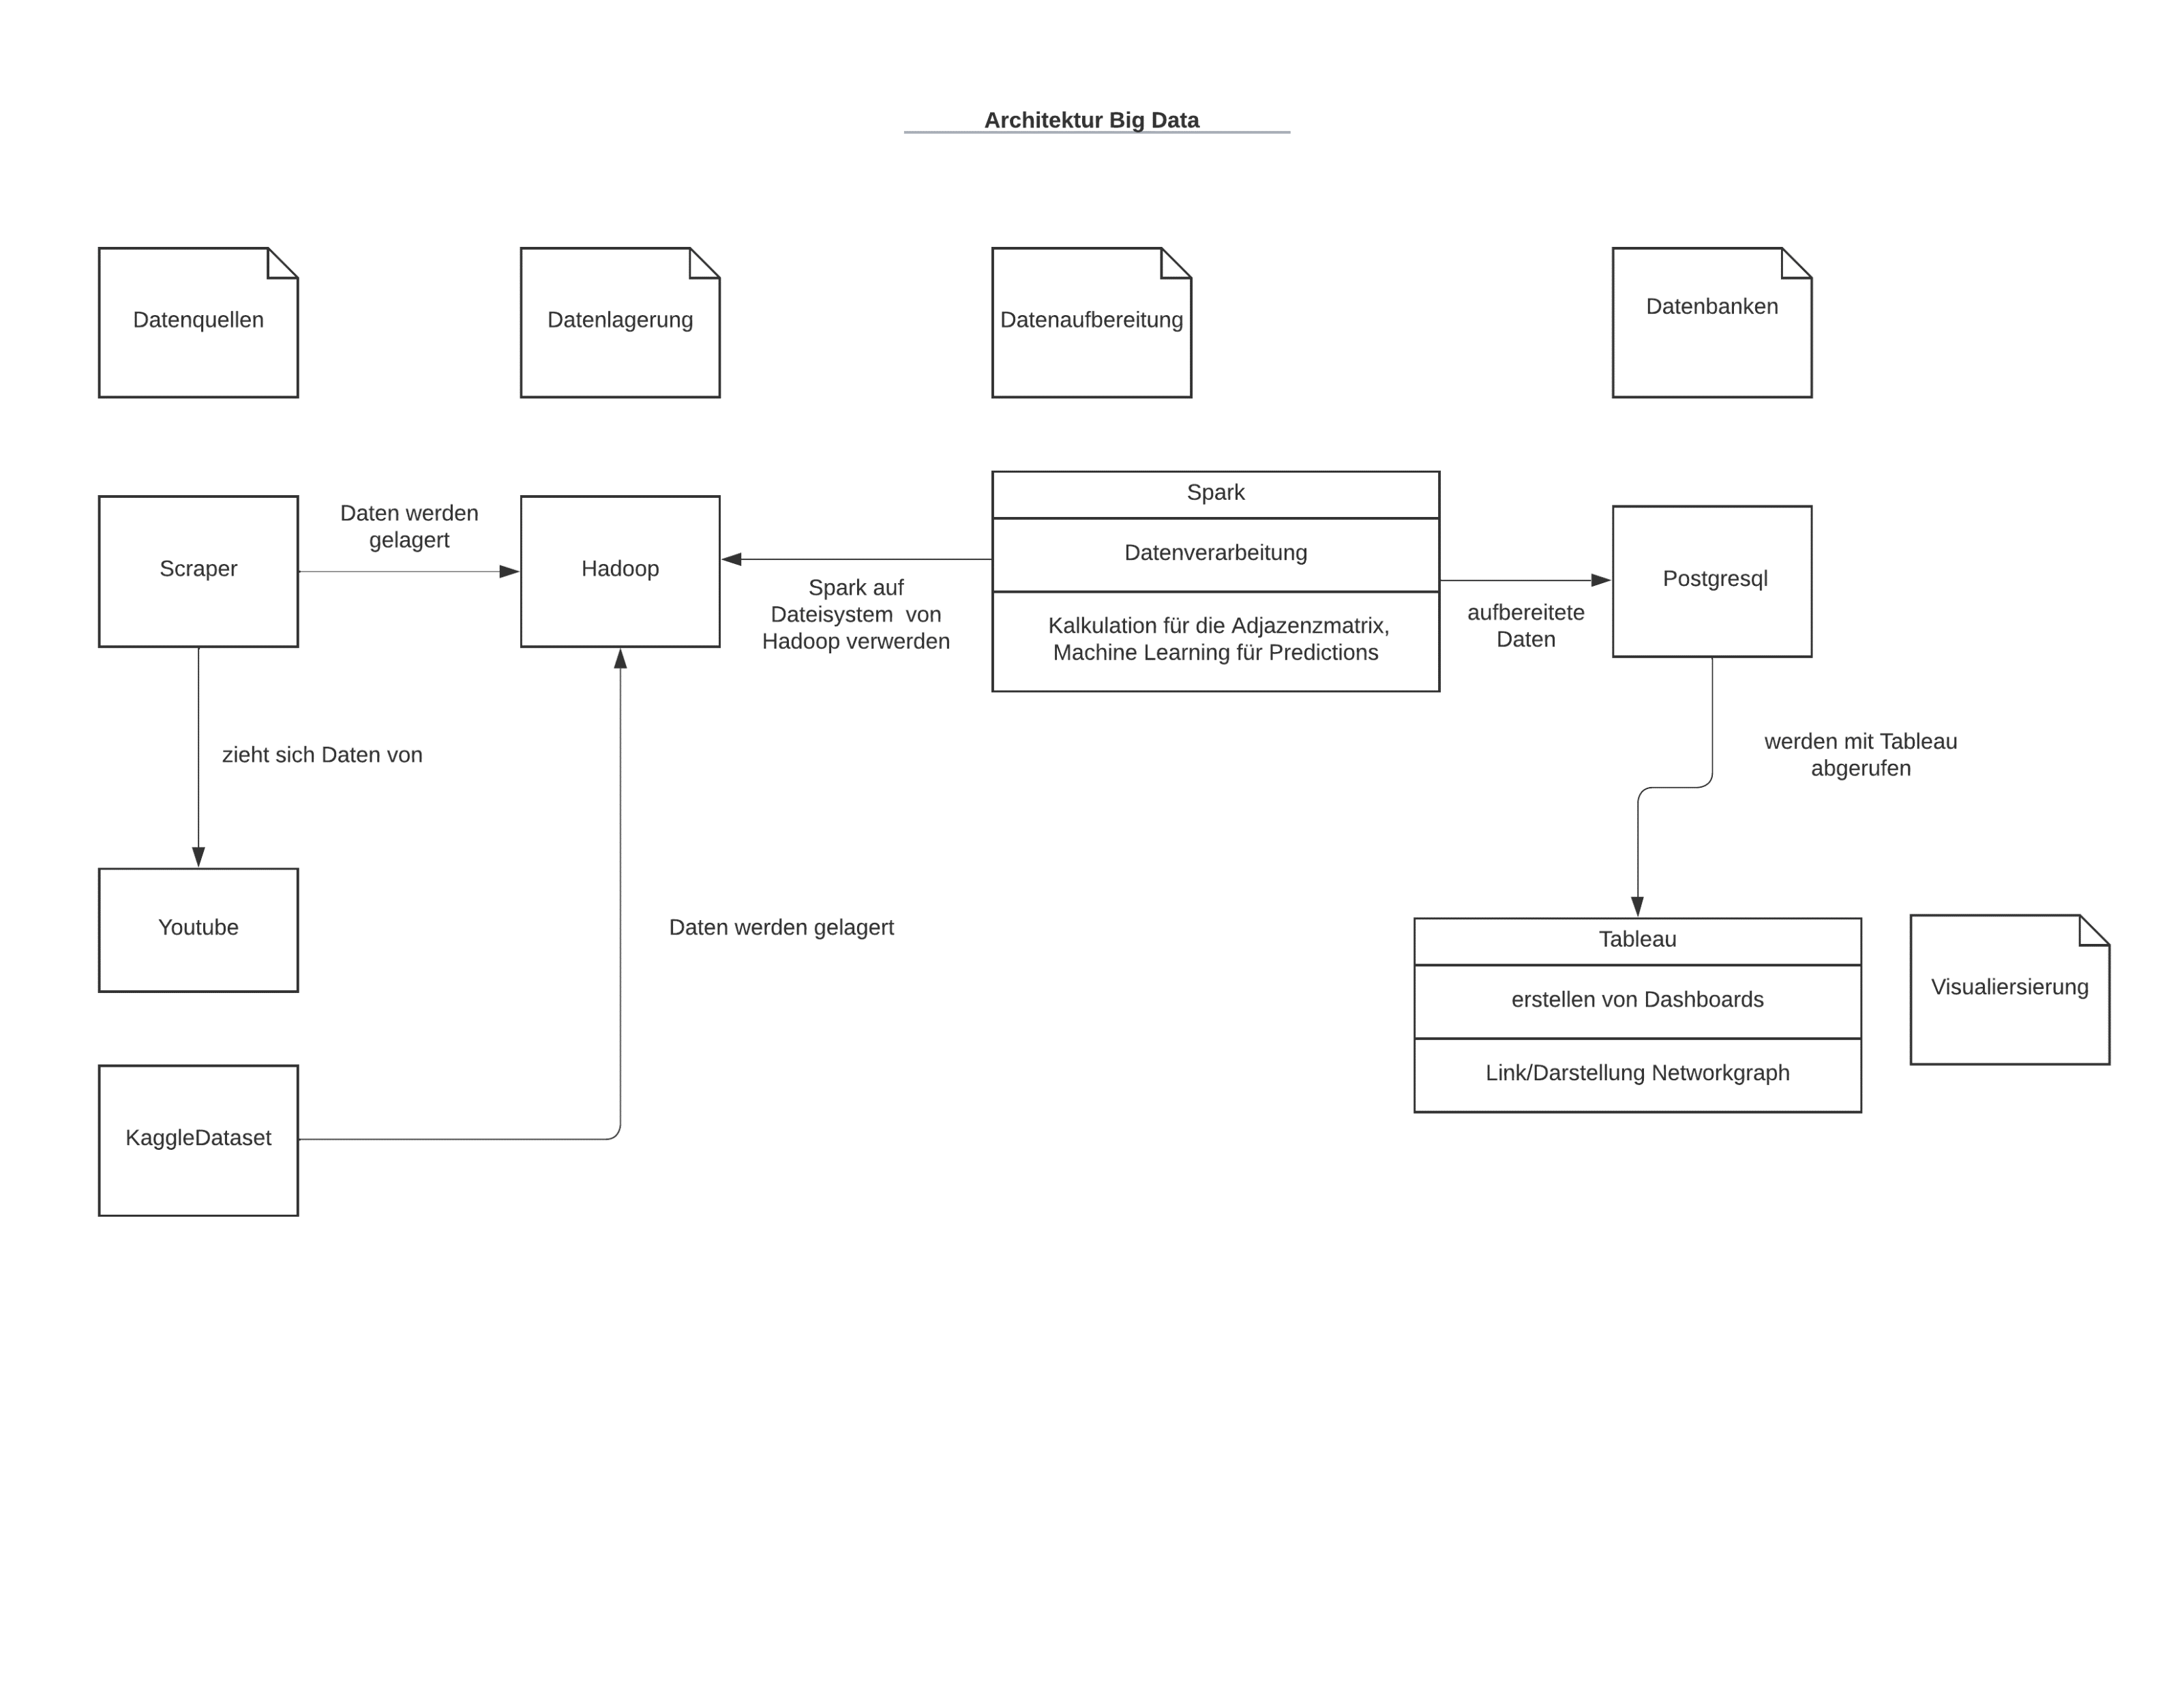 Architektur Big Data
Datenquellen
Datenlagerung
Datenaufbereitung
Datenbanken
Scraper
Daten werden
gelagert
Hadoop
Spark auf
Dateisystem von
Hadoop verwerden
Spark
Datenverarbeitung
Kalkulation für die Adjazenzmatrix,
Machine Learning für Predictions
aufbereitete
Daten
Postgresql
zieht sich Daten von
werden mit Tableau
abgerufen
Youtube
Daten werden gelagert
Tableau
erstellen von Dashboards
Link/Darstellung Networkgraph
Visualiersierung
KaggleDataset